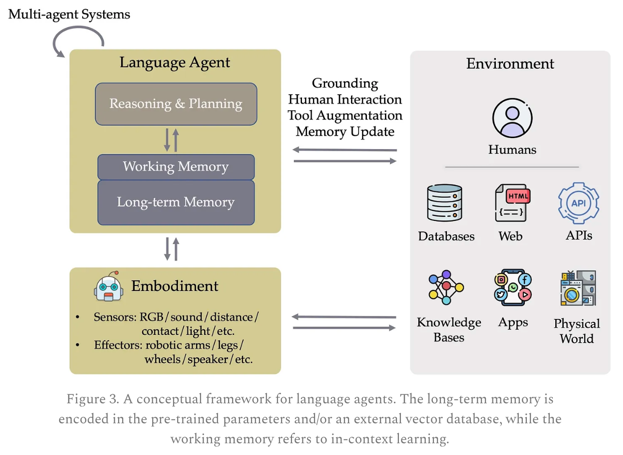 Multi-agent Systems
Language Agent
Reasoning & Planning
Working Memory
Long-term Memory
Grounding
Human Interaction
Tool Augmentation
Memory Update
Environment
Humans
HTML
{--}
API
Databases
Web
APIs
Knowledge
Bases
Apps
Physical
World
Embodiment
• Sensors: RGB/sound/distance/
contact/light/etc.
• Effectors: robotic arms/legs/
wheels/speaker/etc.
Figure 3. A conceptual framework for language agents. The long-term memory is
encoded in the pre-trained parameters and/or an external vector database, while the
working memory refers to in-context learning.